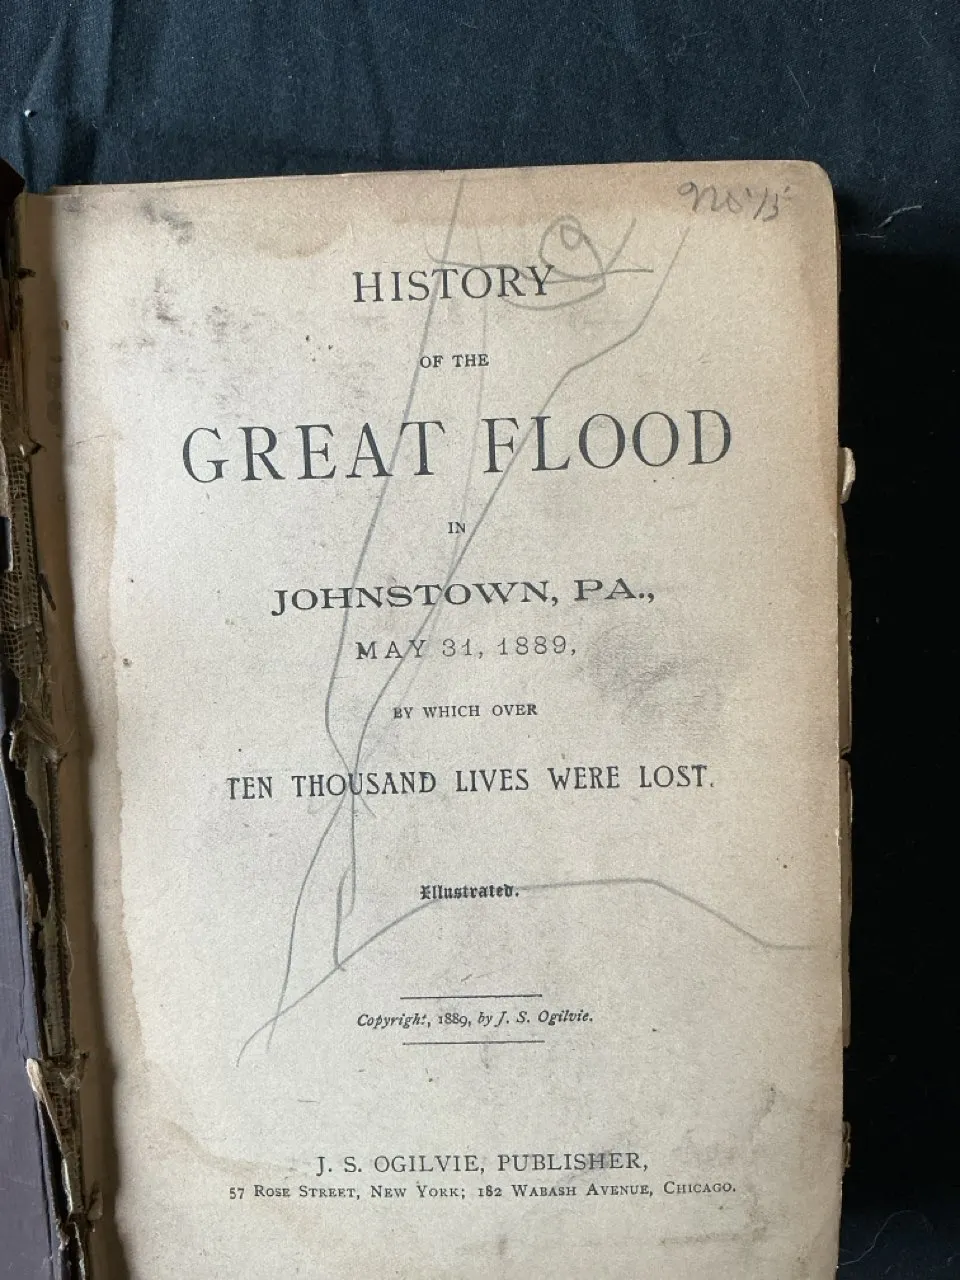 HISTORY
OF THE
GREAT FLOOD
IN
JOHNSTOWN, PA.,
MAY 31, 1889,
BY WHICH OVER
TEN THOUSAND LIVES WERE LOST.
Illustrated.
Copyright, 1889, by J. S. Ogilvie.
J. S. OGILVIE, PUBLISHER,
57 ROSE STREET, NEW YORK; 182 WABASH AVENUE, CHICAGO.